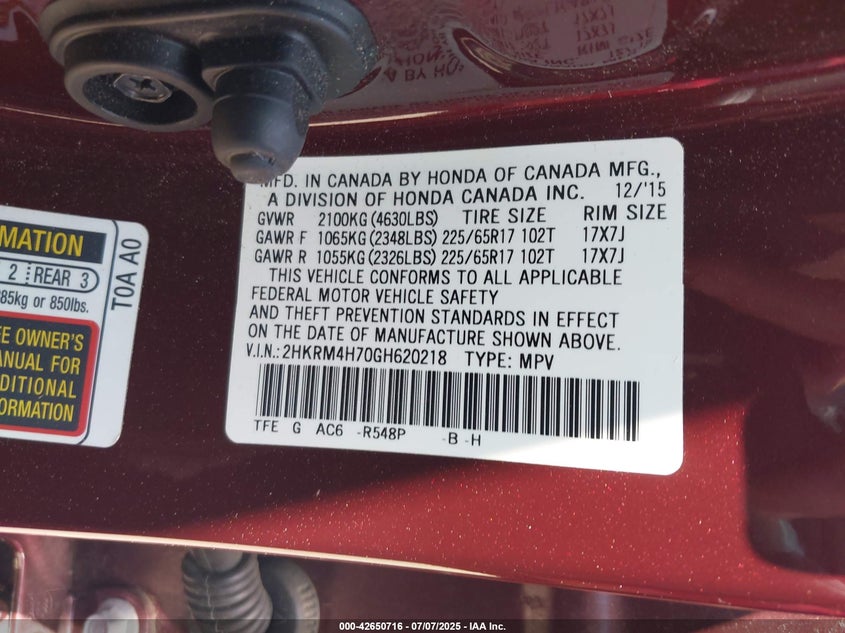 MFD. IN CANADA BY HONDA OF CANADA MFG.,
A DIVISION OF HONDA CANADA INC. 12/'15
GVWR 2100KG (4630LBS) TIRE SIZE RIM SIZE
GAWR F 1065KG (2348LBS) 225/65R17 102T 17X7J
GAWR R 1055KG (2326LBS) 225/65R17 102T 17X7J
THIS VEHICLE CONFORMS TO ALL APPLICABLE
FEDERAL MOTOR VEHICLE SAFETY
AND THEFT PREVENTION STANDARDS IN EFFECT
ON THE DATE OF MANUFACTURE SHOWN ABOVE.
V.I.N.: 2HKRM4H70GH620218 TYPE: MPV
TFE G AC6 -R548P -B -H
2 REAR 3
85kg or 850lbs.
OWNER'S
FOR
T0A A0
000-42650716 - 07/07/2025 - IAA Inc.